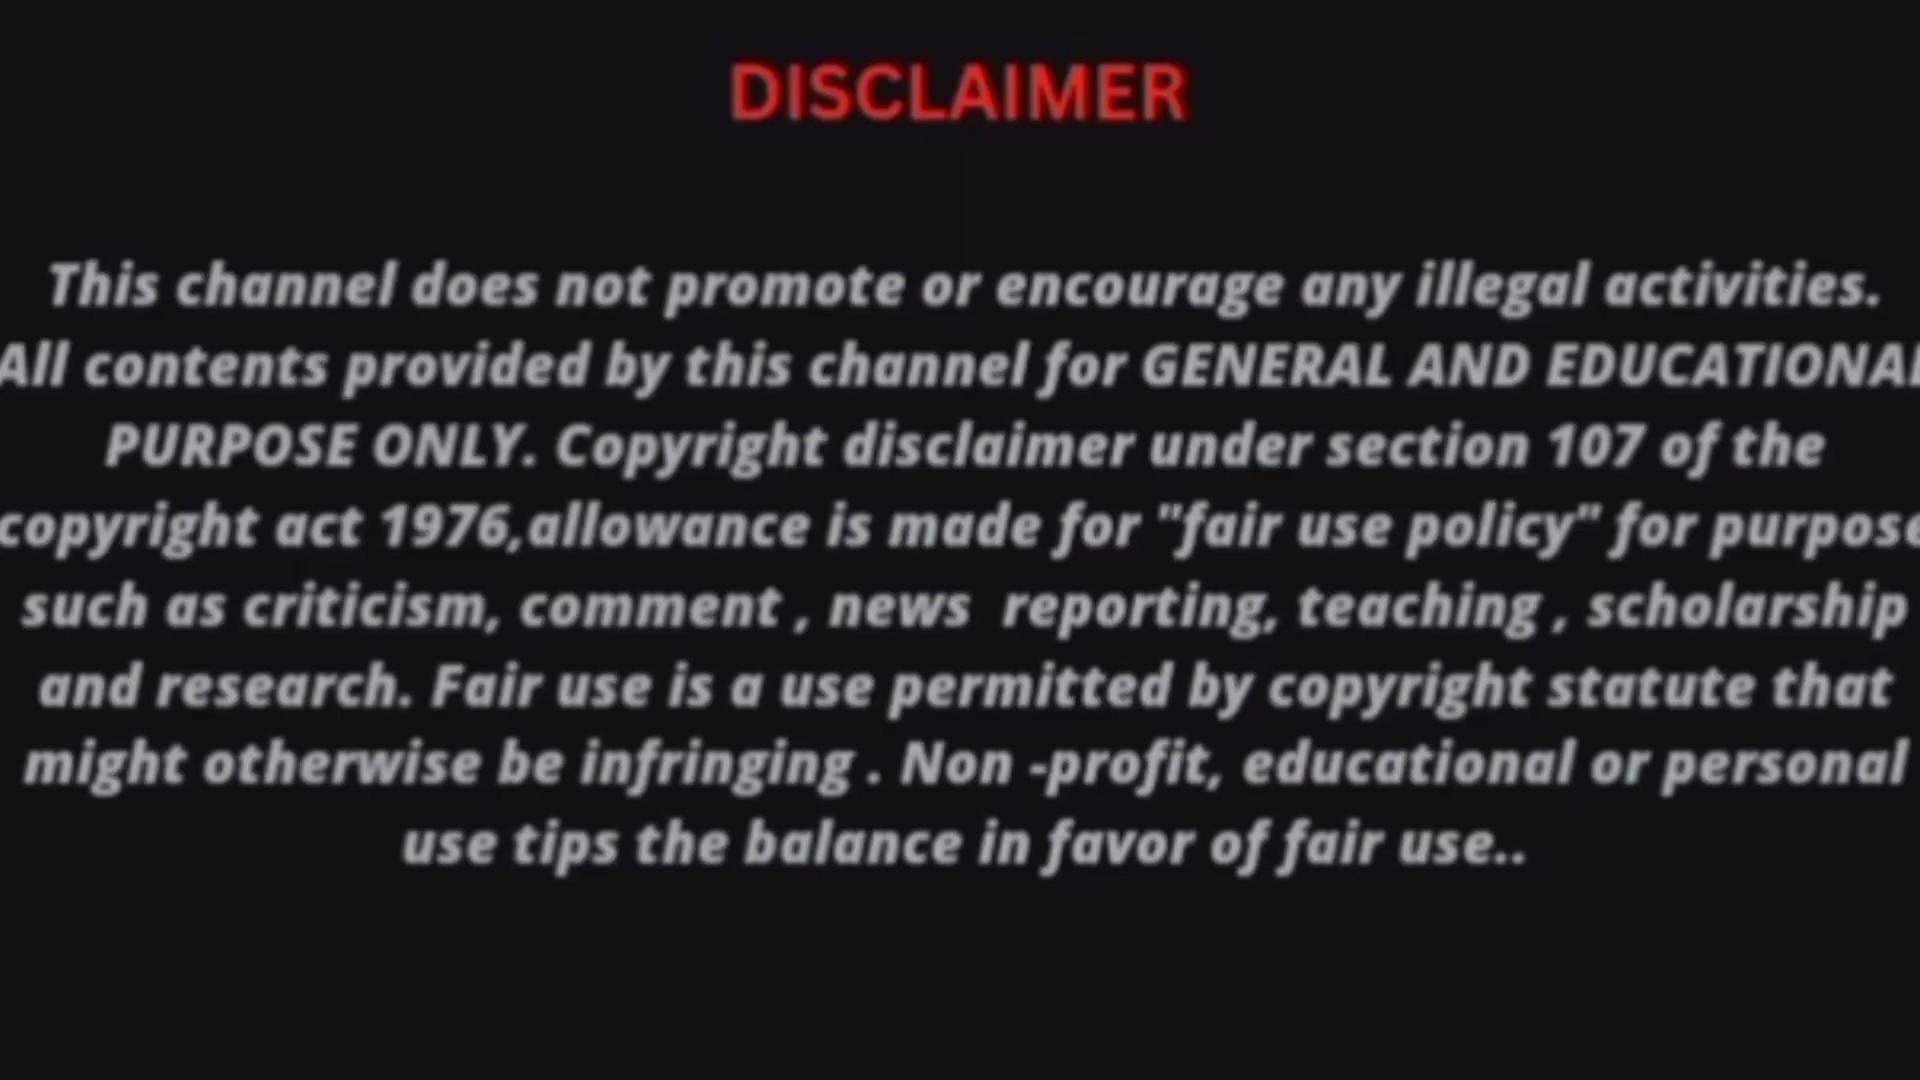 DISCLAIMER
This channel does not promote or encourage any illegal activities.
All contents provided by this channel for GENERAL AND EDUCATIONAL
PURPOSE ONLY. Copyright disclaimer under section 107 of the
copyright act 1976,allowance is made for "fair use policy" for purpose
such as criticism, comment , news  reporting, teaching , scholarship
and research. Fair use is a use permitted by copyright statute that
might otherwise be infringing . Non -profit, educational or personal
use tips the balance in favor of fair use..